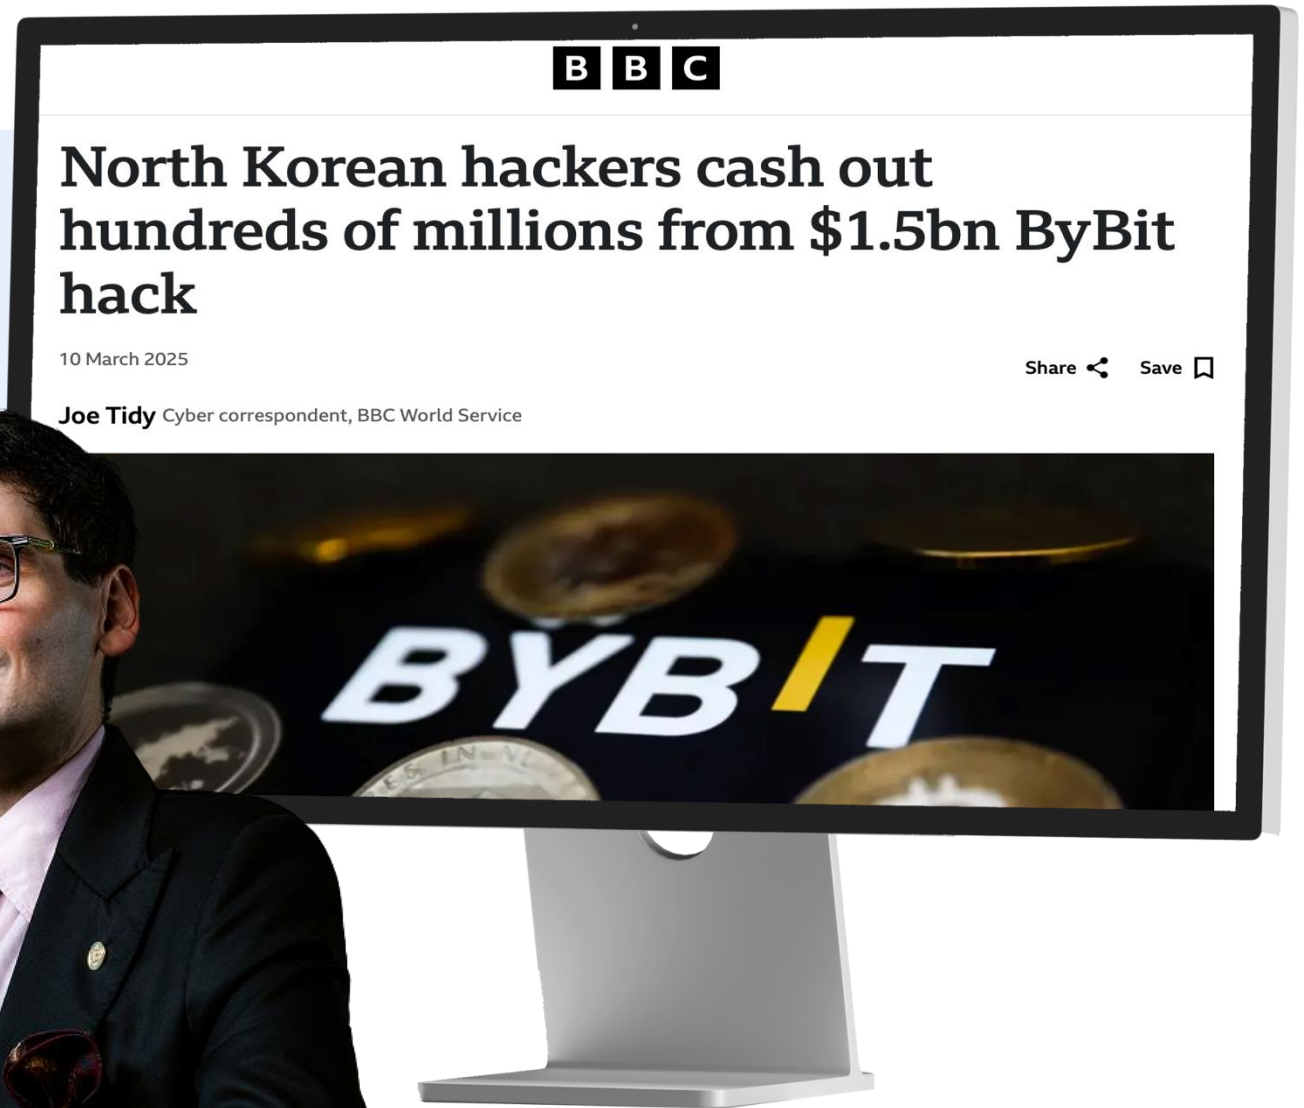 BBC
North Korean hackers cash out
hundreds of millions from $1.5bn ByBit
hack
10 March 2025
Share Save
Joe Tidy Cyber correspondent, BBC World Service
BYBIT